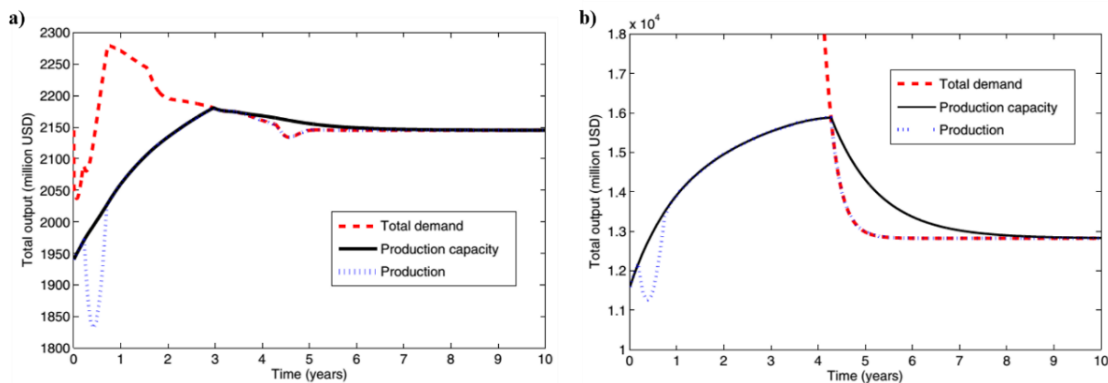 a)
2300
2250
2200
2150
2100
2050
2000
1950
1900
1850
1800
Total output (million USD)
0 1 2 3 4 5 6 7 8 9 10
Time (years)
Total demand
Production capacity
Production
b)
x 10⁴
1.8
1.7
1.6
1.5
1.4
1.3
1.2
1.1
1
Total output (million USD)
0 1 2 3 4 5 6 7 8 9 10
Time (years)
Total demand
Production capacity
Production